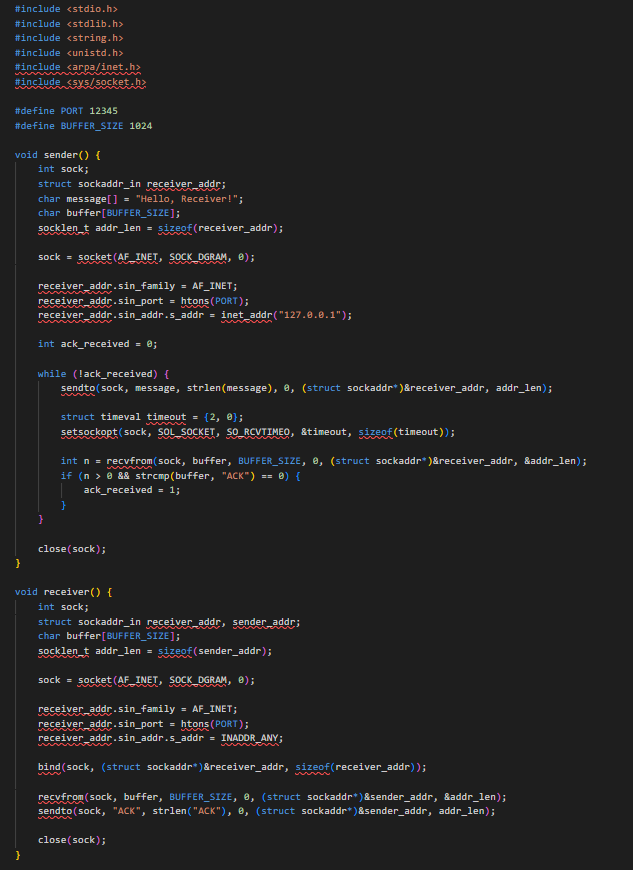 #include <stdio.h>
#include <stdlib.h>
#include <string.h>
#include <unistd.h>
#include <arpa/inet.h>
#include <sys/socket.h>

#define PORT 12345
#define BUFFER_SIZE 1024

void sender() {
    int sock;
    struct sockaddr_in receiver_addr;
    char message[] = "Hello, Receiver!";
    char buffer[BUFFER_SIZE];
    socklen_t addr_len = sizeof(receiver_addr);

    sock = socket(AF_INET, SOCK_DGRAM, 0);

    receiver_addr.sin_family = AF_INET;
    receiver_addr.sin_port = htons(PORT);
    receiver_addr.sin_addr.s_addr = inet_addr("127.0.0.1");

    int ack_received = 0;

    while (!ack_received) {
        sendto(sock, message, strlen(message), 0, (struct sockaddr*)&receiver_addr, addr_len);

        struct timeval timeout = {2, 0};
        setsockopt(sock, SOL_SOCKET, SO_RCVTIMEO, &timeout, sizeof(timeout));

        int n = recvfrom(sock, buffer, BUFFER_SIZE, 0, (struct sockaddr*)&receiver_addr, &addr_len);
        if (n > 0 && strcmp(buffer, "ACK") == 0) {
            ack_received = 1;
        }
    }

    close(sock);
}

void receiver() {
    int sock;
    struct sockaddr_in receiver_addr, sender_addr;
    char buffer[BUFFER_SIZE];
    socklen_t addr_len = sizeof(sender_addr);

    sock = socket(AF_INET, SOCK_DGRAM, 0);

    receiver_addr.sin_family = AF_INET;
    receiver_addr.sin_port = htons(PORT);
    receiver_addr.sin_addr.s_addr = INADDR_ANY;

    bind(sock, (struct sockaddr*)&receiver_addr, sizeof(receiver_addr));

    recvfrom(sock, buffer, BUFFER_SIZE, 0, (struct sockaddr*)&sender_addr, &addr_len);
    sendto(sock, "ACK", strlen("ACK"), 0, (struct sockaddr*)&sender_addr, addr_len);

    close(sock);
}